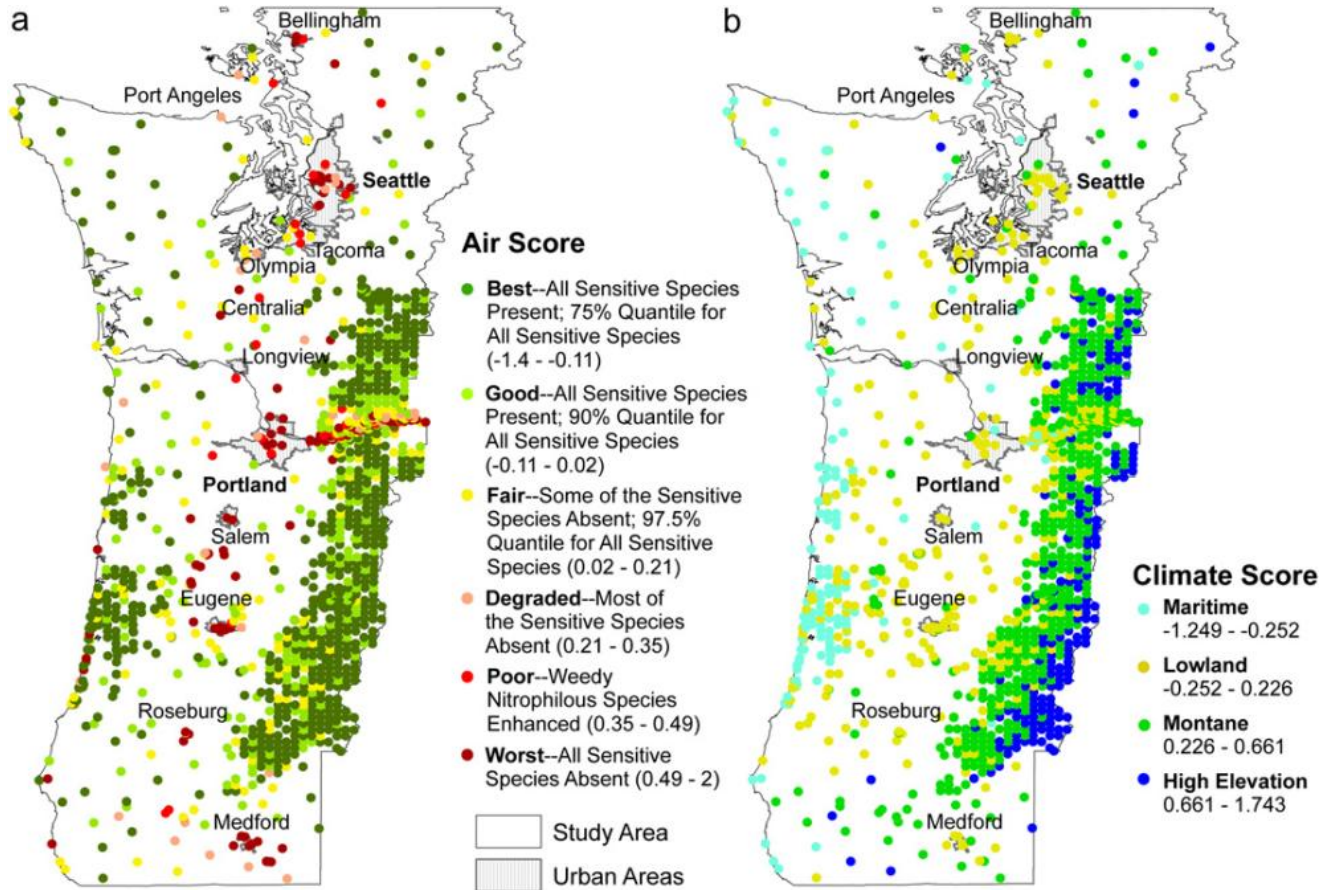 a
Bellingham
Port Angeles
Seattle
Tacoma
Olympia
Centralia
Longview
Portland
Salem
Eugene
Roseburg
Medford
Air Score
Best--All Sensitive Species
Present; 75% Quantile for
All Sensitive Species
(-1.4 - -0.11)
Good--All Sensitive Species
Present; 90% Quantile for
All Sensitive Species
(-0.11 - 0.02)
Fair--Some of the Sensitive
Species Absent; 97.5%
Quantile for All Sensitive
Species (0.02 - 0.21)
Degraded--Most of
the Sensitive Species
Absent (0.21 - 0.35)
Poor--Weedy
Nitrophilous Species
Enhanced (0.35 - 0.49)
Worst--All Sensitive
Species Absent (0.49 - 2)
Study Area
Urban Areas
b
Bellingham
Port Angeles
Seattle
Tacoma
Olympia
Centralia
Longview
Portland
Salem
Eugene
Roseburg
Medford
Climate Score
Maritime
-1.249 - -0.252
Lowland
-0.252 - 0.226
Montane
0.226 - 0.661
High Elevation
0.661 - 1.743